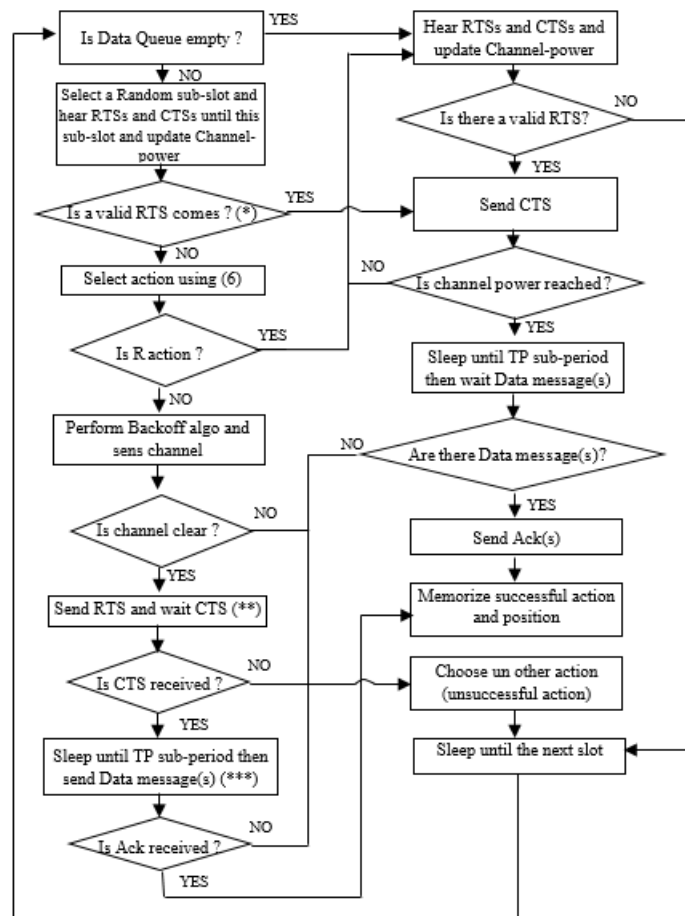 Is Data Queue empty ?
YES
NO
Select a Random sub-slot and
hear RTSs and CTSs until this
sub-slot and update Channel-
power
Is a valid RTS comes ? (*)
YES
NO
Select action using (6)
Is R action ?
YES
NO
Perform Backoff algo and
sens channel
Is channel clear ?
NO
YES
Send RTS and wait CTS (**)
Is CTS received ?
NO
YES
Sleep until TP sub-period then
send Data message(s) (***)
Is Ack received ?
NO
YES
Hear RTSs and CTSs and
update Channel-power
Is there a valid RTS?
NO
YES
Send CTS
Is channel power reached ?
NO
YES
Sleep until TP sub-period
then wait Data message(s)
Are there Data message(s)?
NO
YES
Send Ack(s)
Memorize successful action
and position
Choose un other action
(unsuccessful action)
Sleep until the next slot